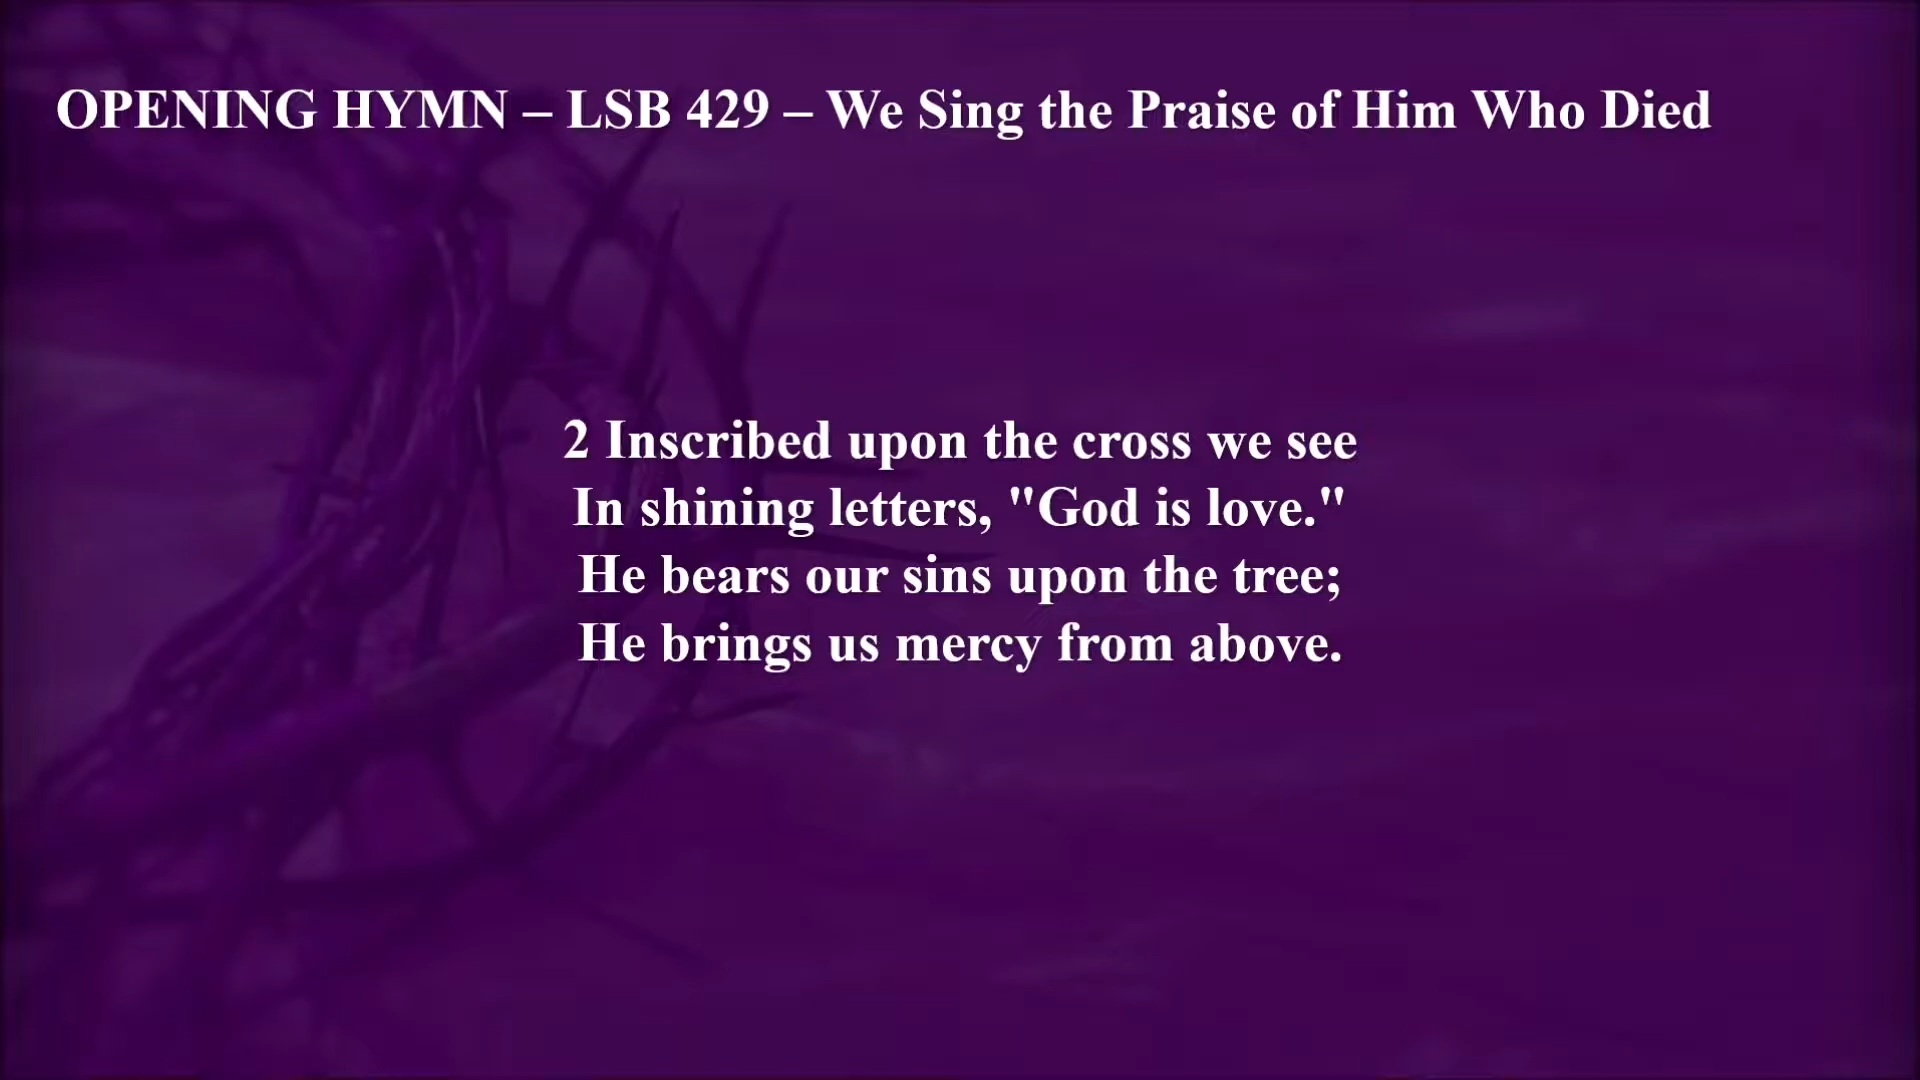 OPENING HYMN – LSB 429 – We Sing the Praise of Him Who Died
2 Inscribed upon the cross we see
In shining letters, "God is love."
He bears our sins upon the tree;
He brings us mercy from above.